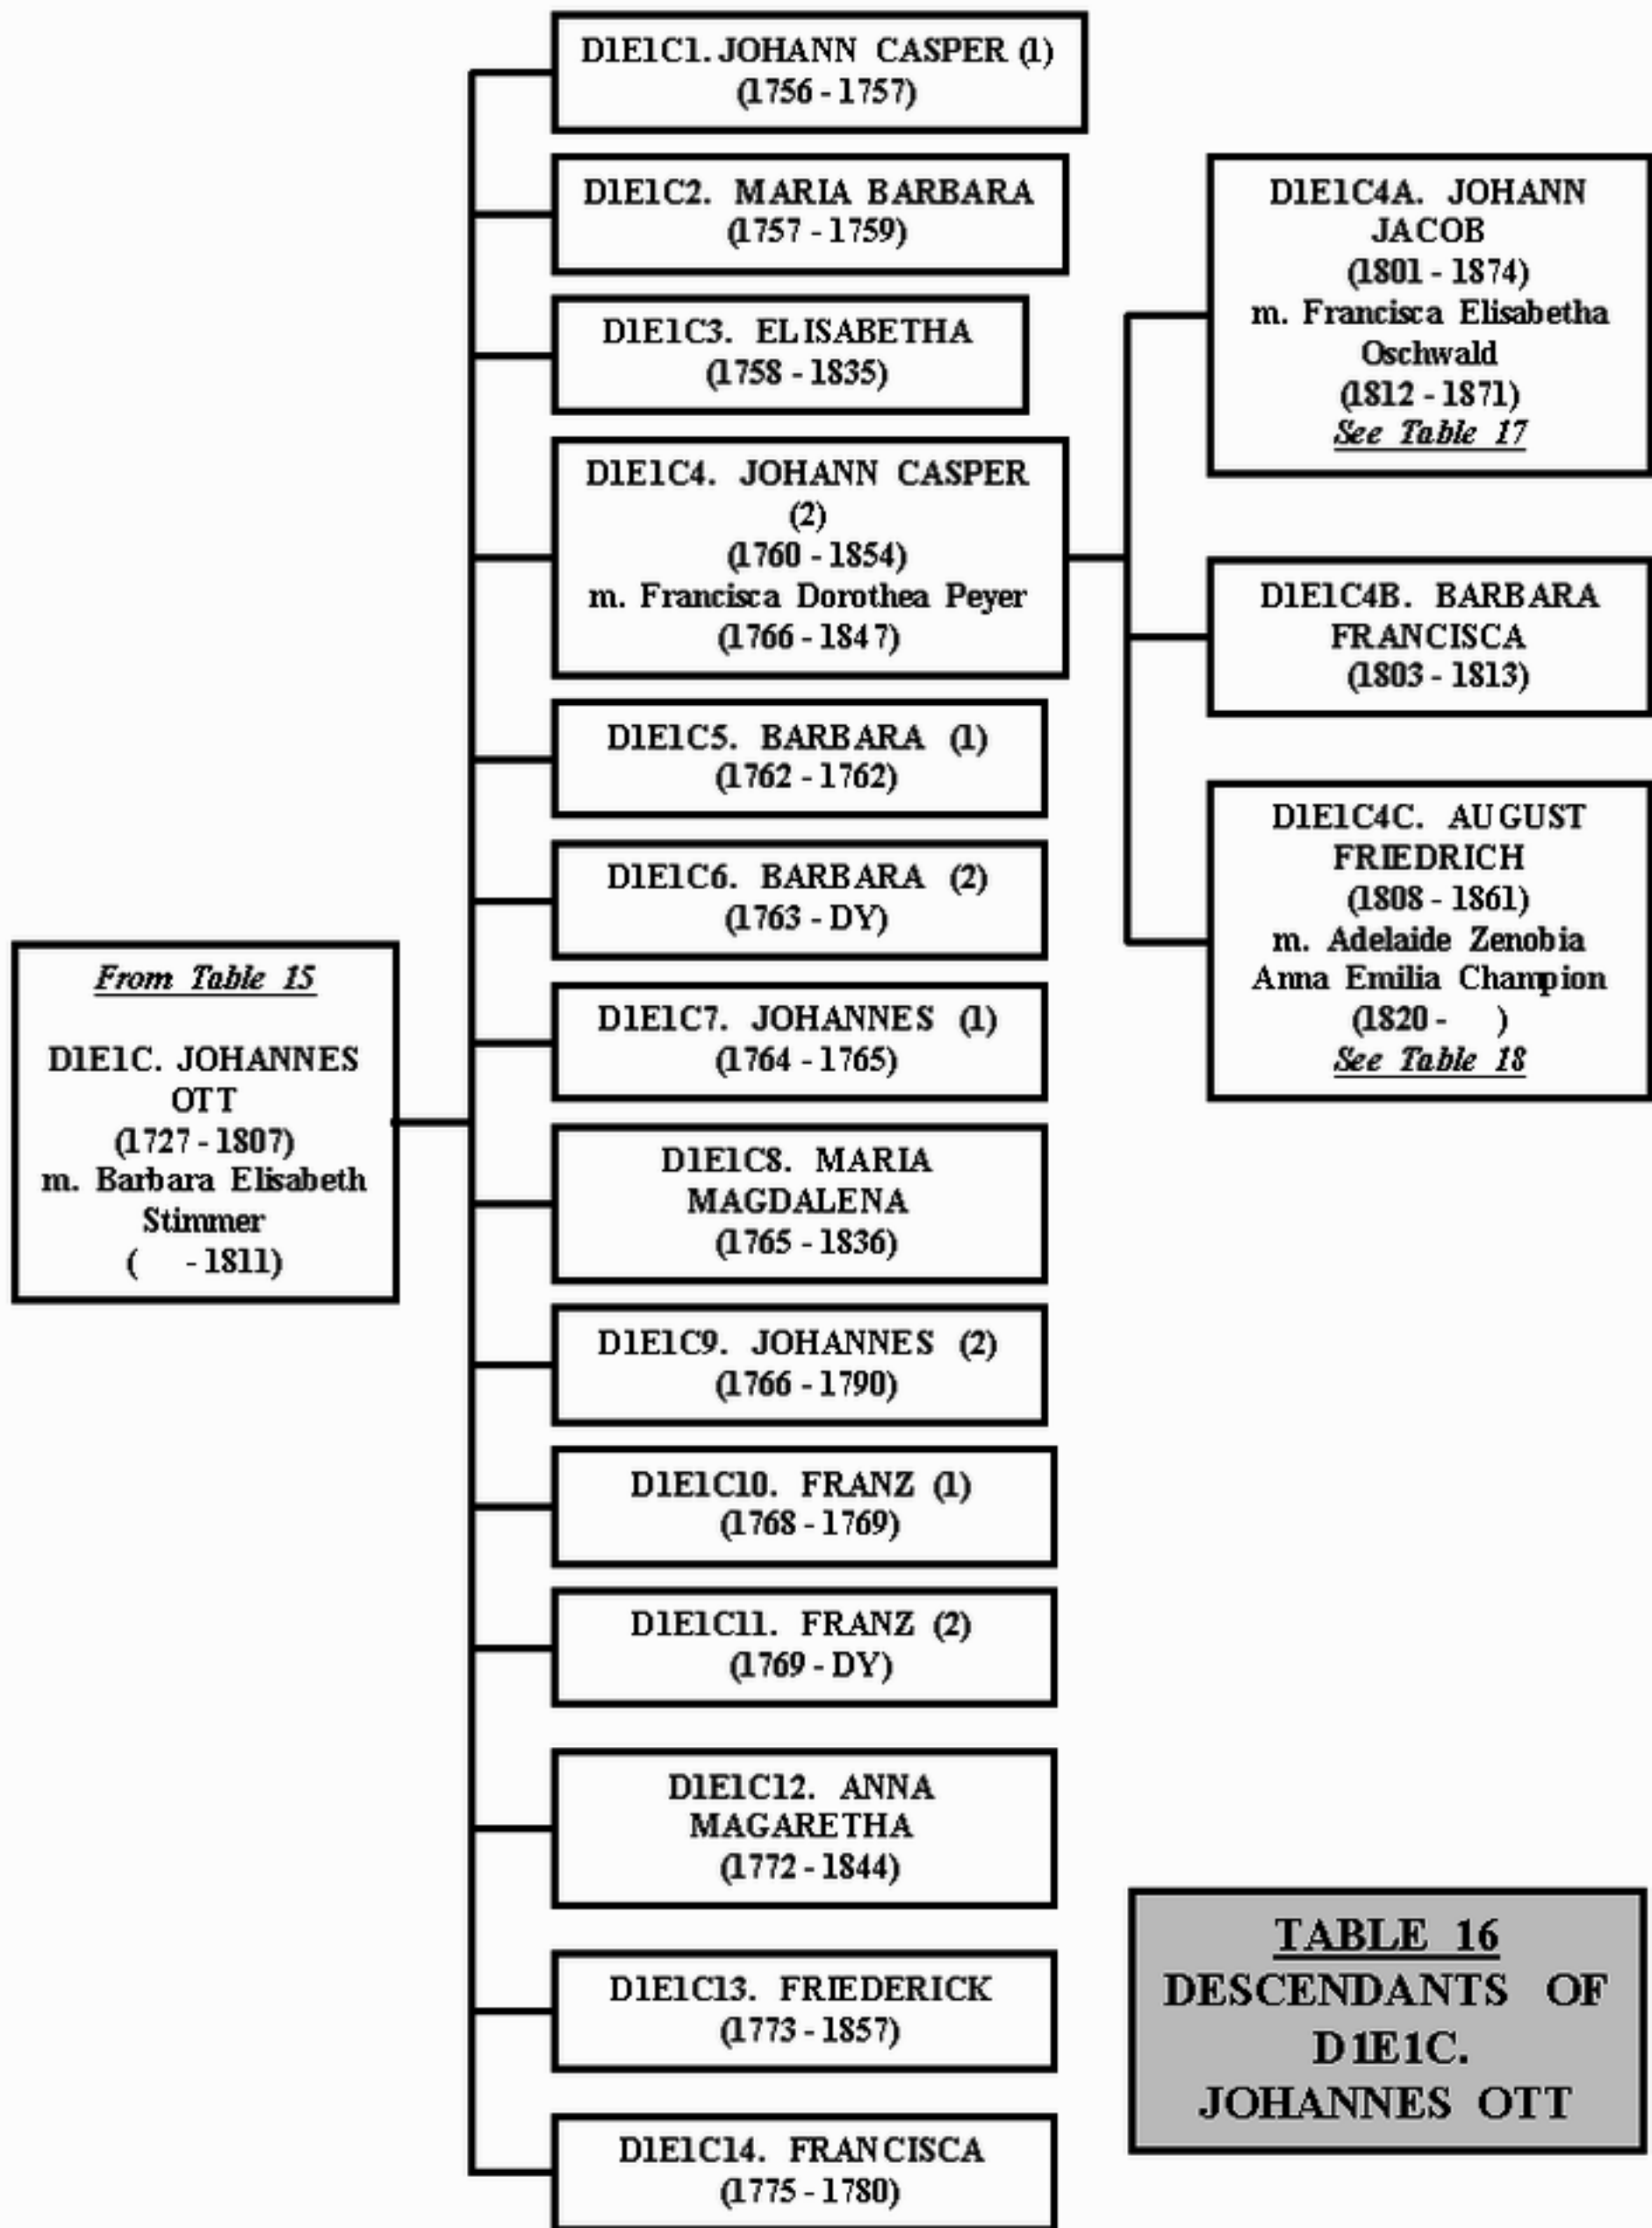 From Table 15
D1E1C. JOHANNES
OTT
(1727 - 1807)
m. Barbara Elisabeth
Stimmer
(    - 1811)
D1E1C1. JOHANN CASPER (1)
(1756 - 1757)
D1E1C2. MARIA BARBARA
(1757 - 1759)
D1E1C3. ELISABETHA
(1758 - 1835)
D1E1C4. JOHANN CASPER
(2)
(1760 - 1854)
m. Francisca Dorothea Peyer
(1766 - 1847)
D1E1C5. BARBARA (1)
(1762 - 1762)
D1E1C6. BARBARA (2)
(1763 - DY)
D1E1C7. JOHANNES (1)
(1764 - 1765)
D1E1C8. MARIA
MAGDALENA
(1765 - 1836)
D1E1C9. JOHANNES (2)
(1766 - 1790)
D1E1C10. FRANZ (1)
(1768 - 1769)
D1E1C11. FRANZ (2)
(1769 - DY)
D1E1C12. ANNA
MAGARETHA
(1772 - 1844)
D1E1C13. FRIEDERICK
(1773 - 1857)
D1E1C14. FRANCISCA
(1775 - 1780)
D1E1C4A. JOHANN
JACOB
(1801 - 1874)
m. Francisca Elisabetha
Oschwald
(1812 - 1871)
See Table 17
D1E1C4B. BARBARA
FRANCISCA
(1803 - 1813)
D1E1C4C. AUGUST
FRIEDRICH
(1808 - 1861)
m. Adelaide Zenobia
Anna Emilia Champion
(1820 -    )
See Table 18
TABLE 16
DESCENDANTS OF
D1E1C.
JOHANNES OTT